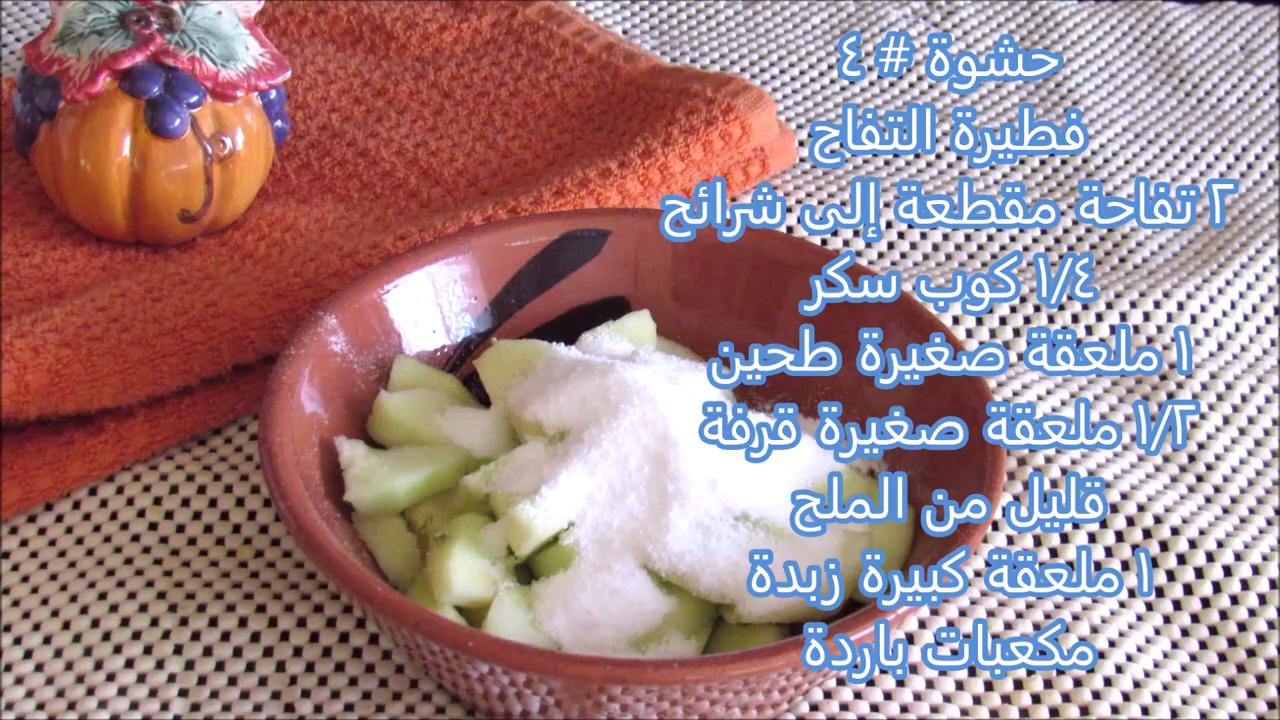 حشوة # ٤
فطيرة التفاح
٢ تفاحة مقطعة إلى شرائح
١/٤ كوب سكر
١ ملعقة صغيرة طحين
١/٢ ملعقة صغيرة قرفة
قليل من الملح
١ ملعقة كبيرة زبدة
مكعبات باردة